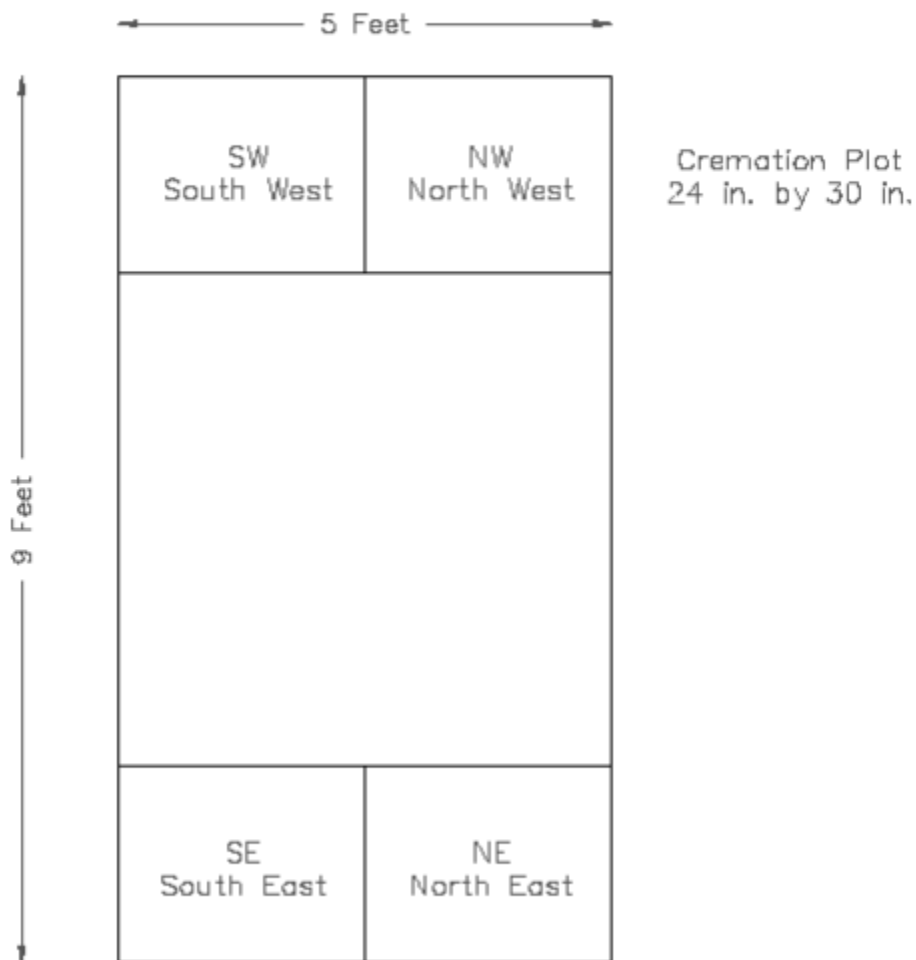 5 Feet
SW
South West
NW
North West
Cremation Plot
24 in. by 30 in.
9 Feet
SE
South East
NE
North East